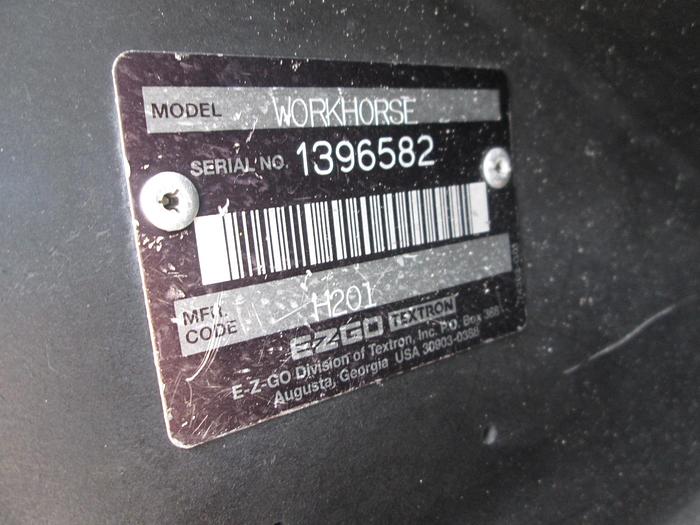 MODEL WORKHORSE
SERIAL NO. 1396582
MFG. CODE H201
EZGO TEXTRON
E-Z-GO Division of Textron, Inc. P.O. Box 388
Augusta, Georgia USA 30903-0388